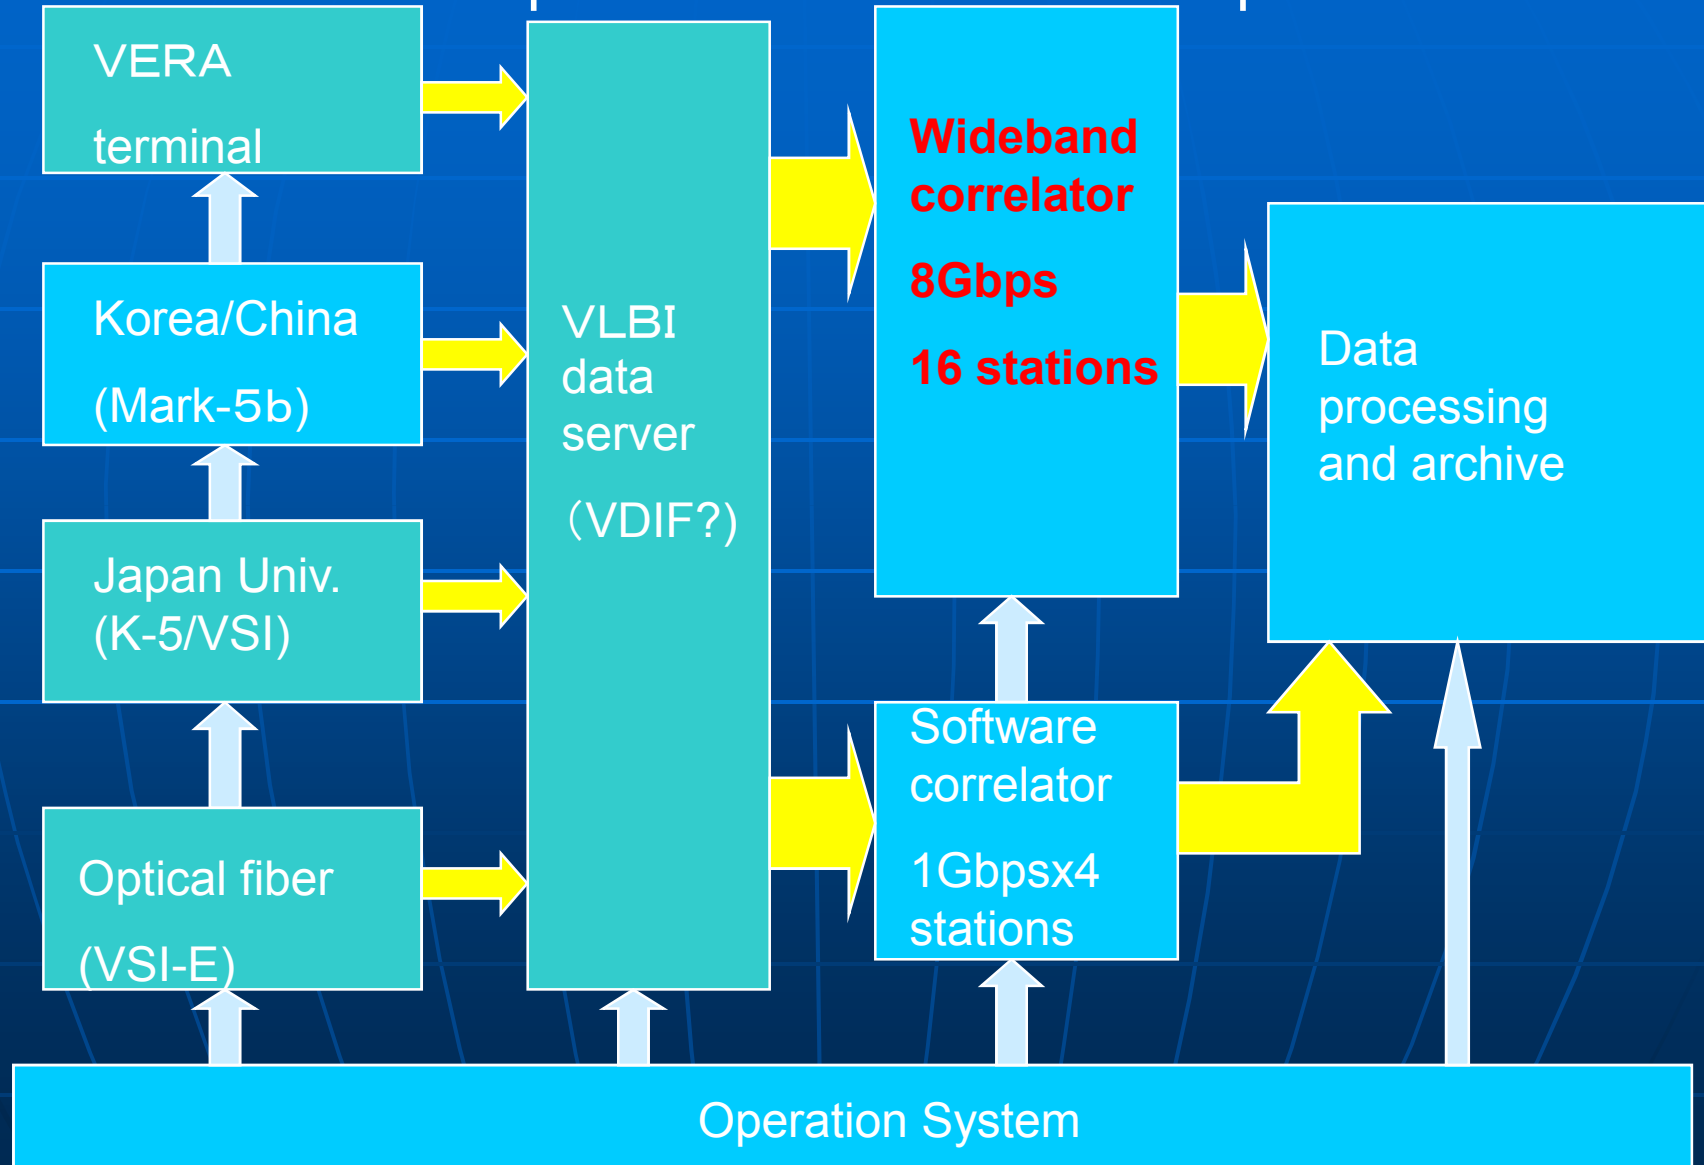 VERA
terminal
Korea/China
(Mark-5b)
Japan Univ.
(K-5/VSI)
Optical fiber
(VSI-E)
VLBI
data
server
（VDIF?)
Wideband
correlator
8Gbps
16 stations
Software
correlator
1Gbpsx4
stations
Data
processing
and archive
Operation System